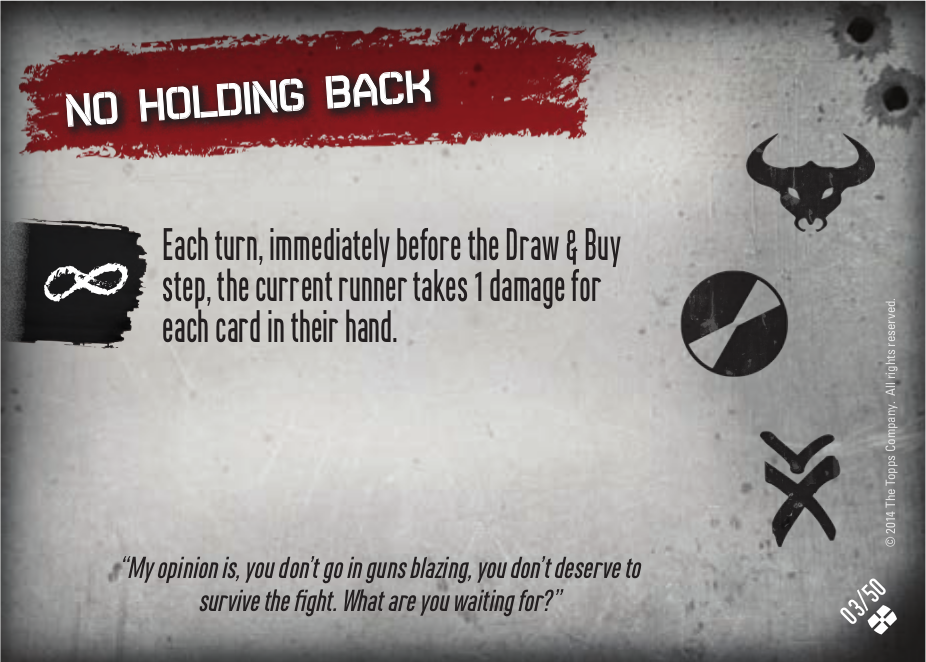 NO HOLDING BACK
Each turn, immediately before the Draw & Buy
step, the current runner takes 1 damage for
each card in their hand.
“My opinion is, you don’t go in guns blazing, you don’t deserve to
survive the fight. What are you waiting for?”
© 2014 The Topps Company. All rights reserved.
03/50